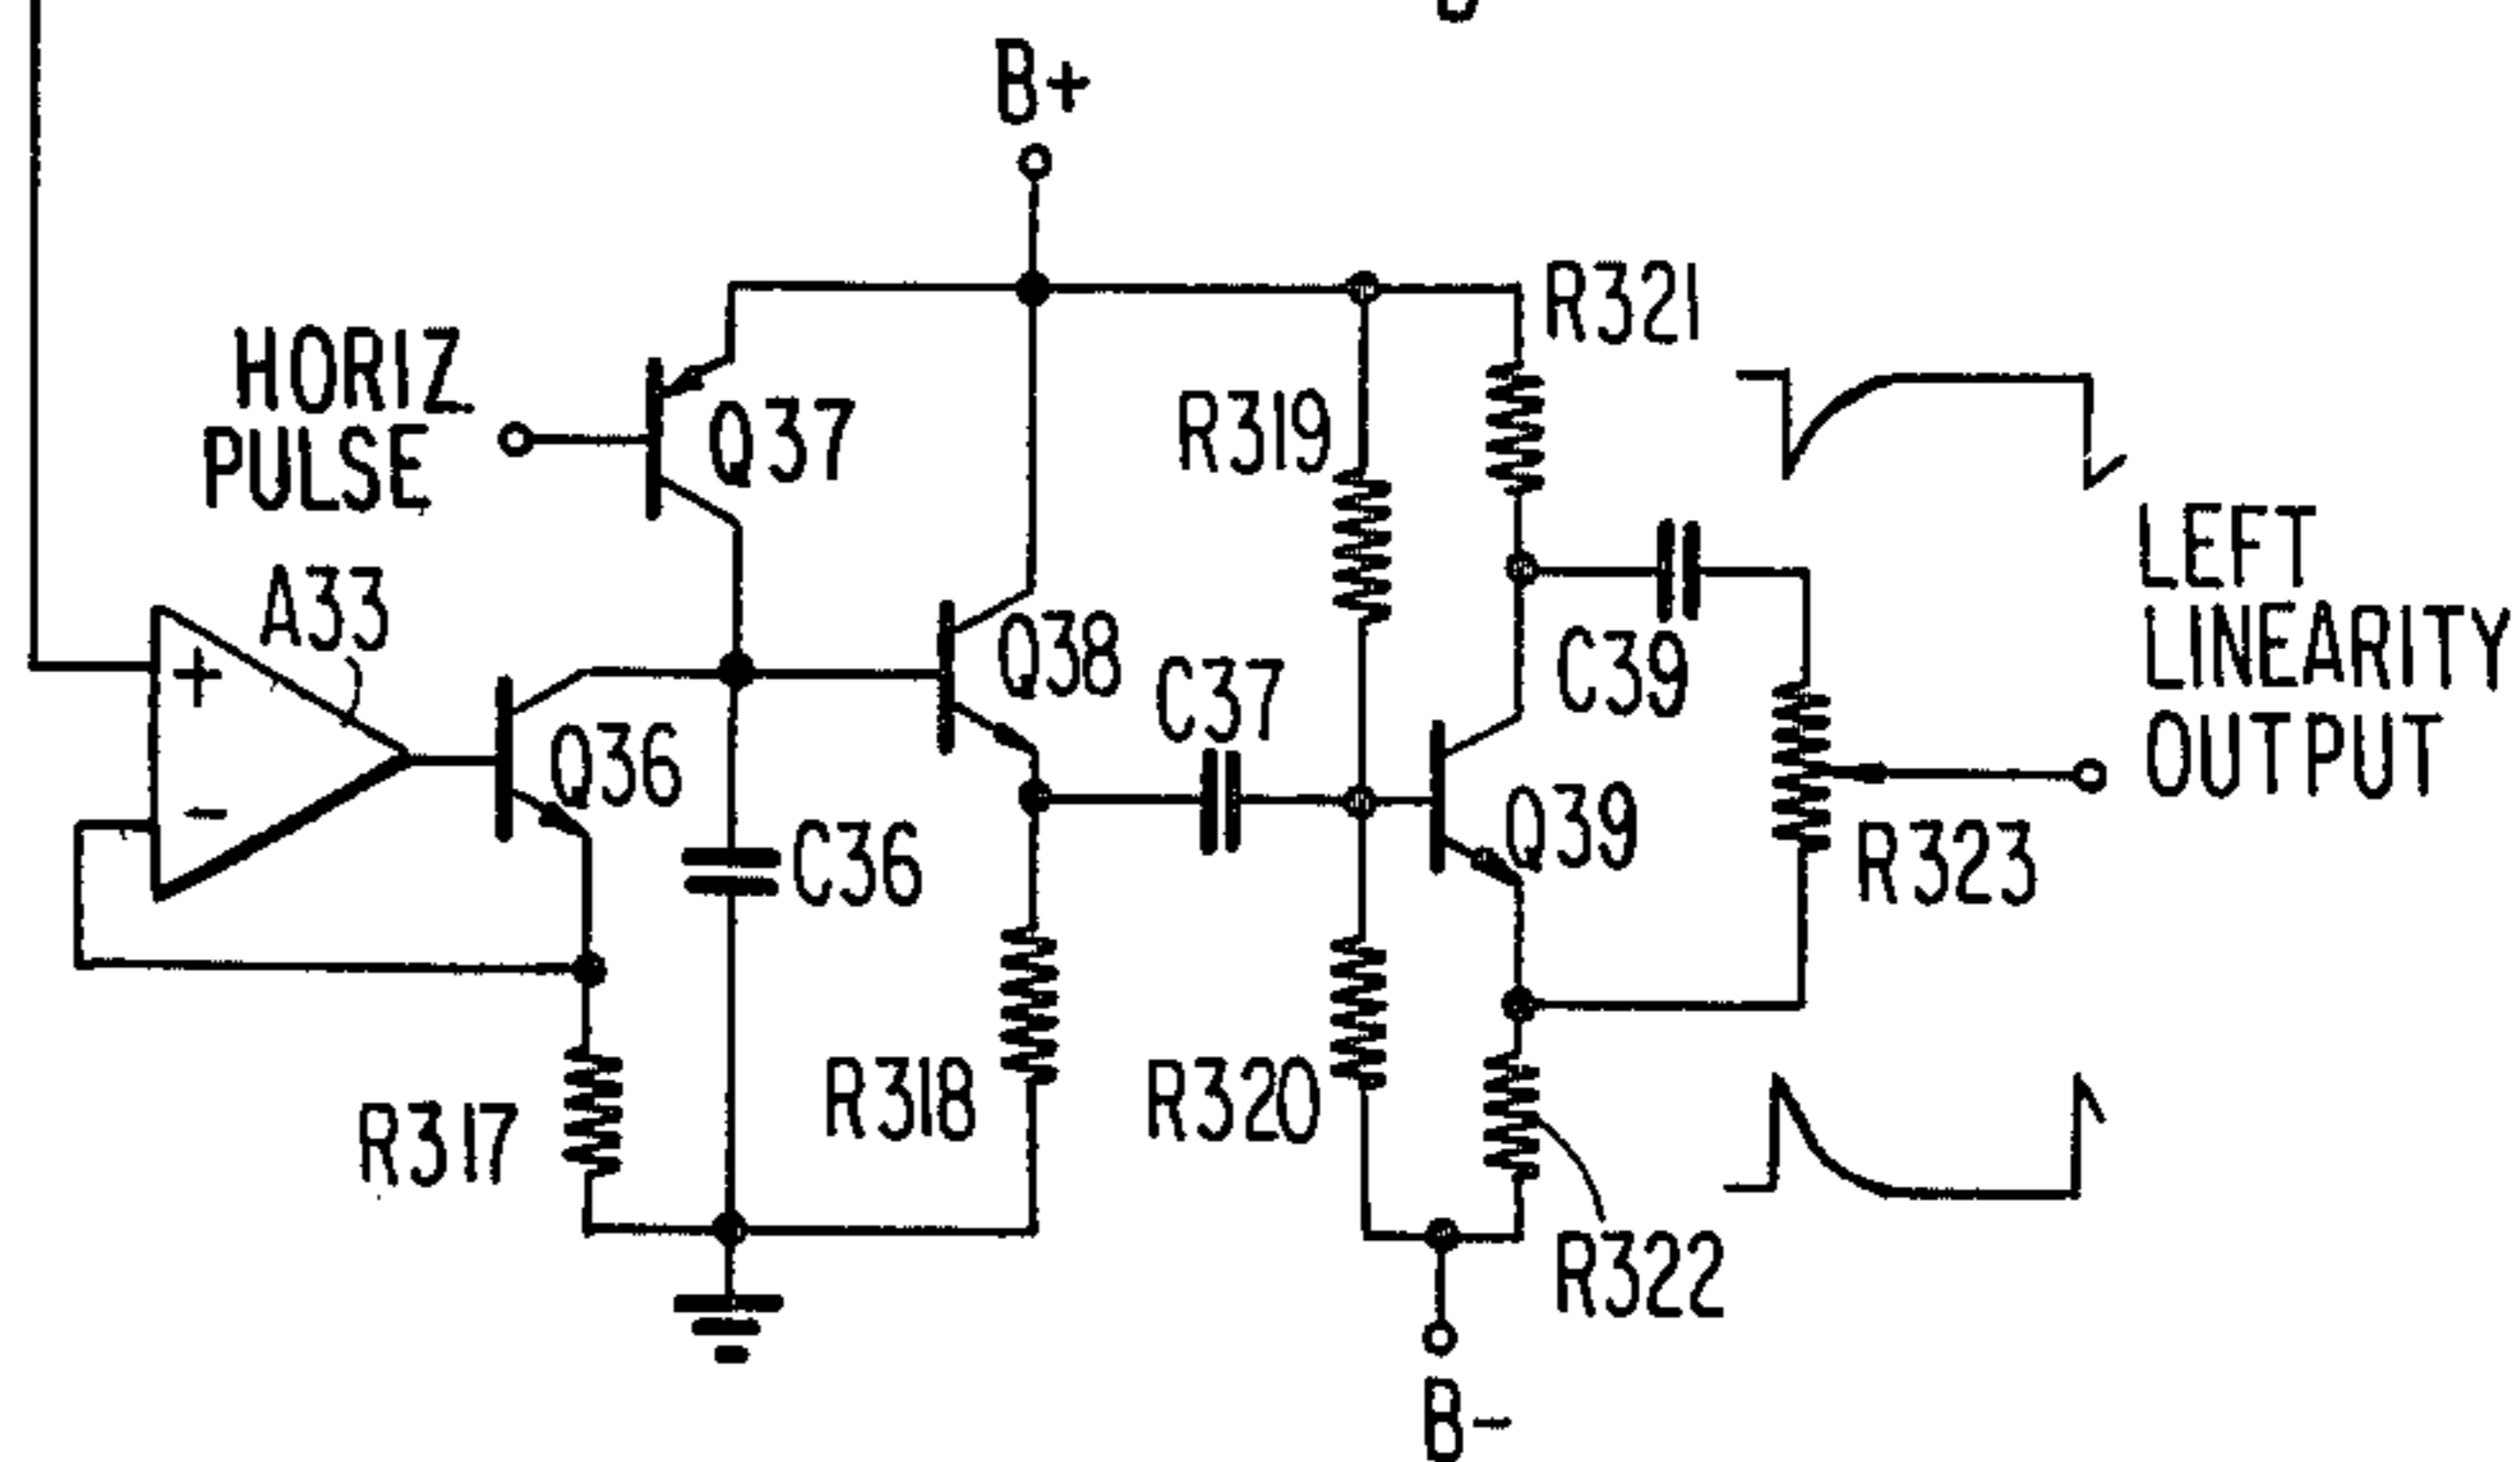 B+
HORIZ
PULSE
Q37
R319
R321
A33
+
-
Q36
Q38
C36
C37
C39
Q39
LEFT
LINEARITY
OUTPUT
R323
R317
R318
R320
R322
B-